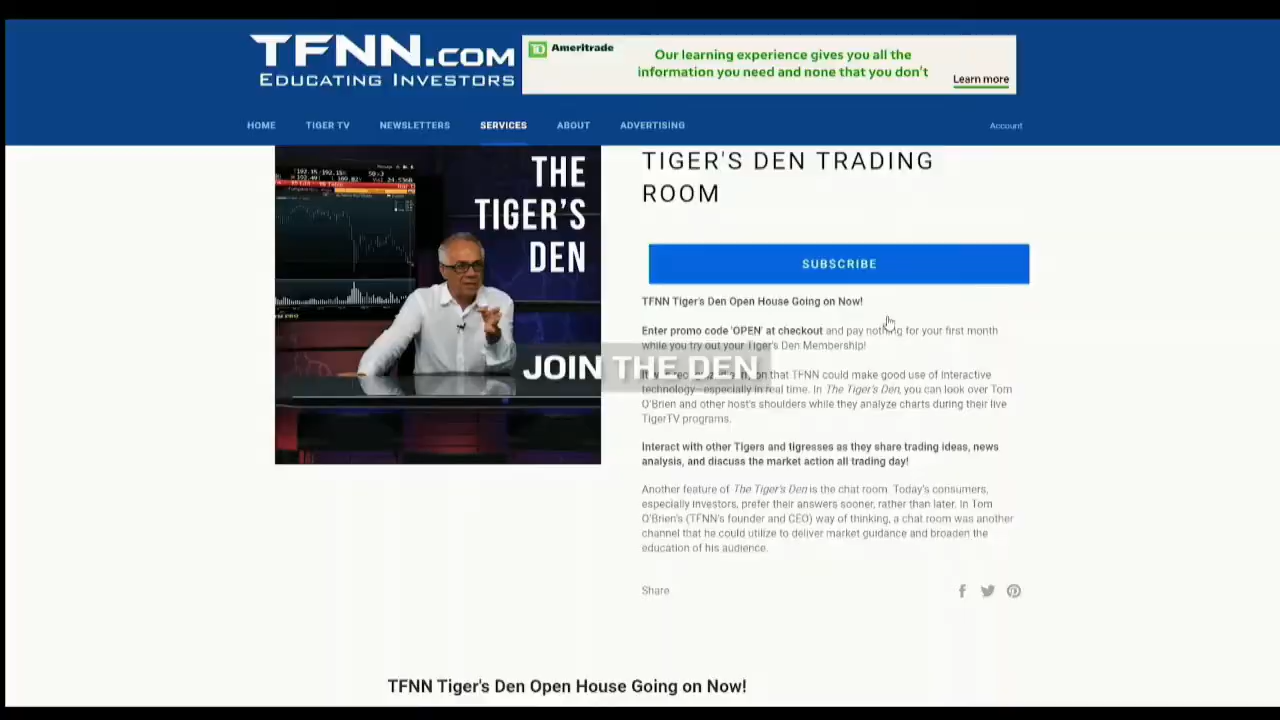 TFNN.COM
EDUCATING INVESTORS
TD Ameritrade
Our learning experience gives you all the
information you need and none that you don't
Learn more
HOME TIGER TV NEWSLETTERS SERVICES ABOUT ADVERTISING Account
THE
TIGER'S
DEN
TIGER'S DEN TRADING
ROOM
SUBSCRIBE
TFNN Tiger's Den Open House Going on Now!
Enter promo code 'OPEN' at checkout and pay nothing for your first month
while you try out your Tiger's Den Membership!
JOIN THE DEN
that TFNN could make good use of interactive
technology—especially in real time. In The Tiger's Den, you can look over Tom
O'Brien and other host's shoulders while they analyze charts during their live
TigerTV programs.
Interact with other Tigers and tigresses as they share trading ideas, news
analysis, and discuss the market action all trading day!
Another feature of The Tiger's Den is the chat room. Today's consumers,
especially investors, prefer their answers sooner, rather than later. In Tom
O'Brien's (TFNN's founder and CEO) way of thinking, a chat room was another
channel that he could utilize to deliver market guidance and broaden the
education of his audience.
Share
TFNN Tiger's Den Open House Going on Now!